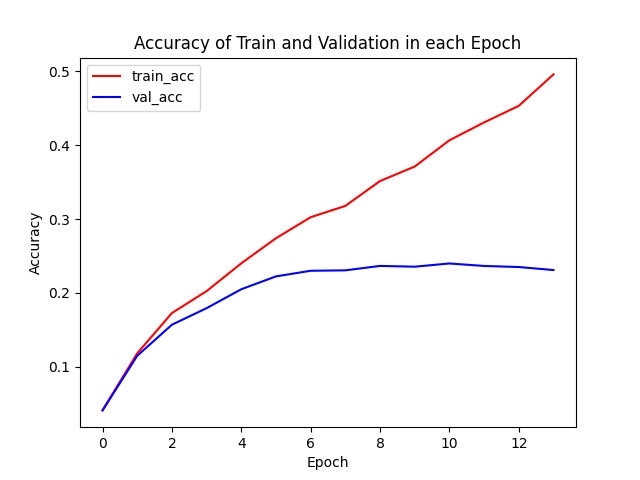 Accuracy of Train and Validation in each Epoch
train_acc
val_acc
0.5
0.4
0.3
0.2
0.1
Accuracy
0 2 4 6 8 10 12
Epoch